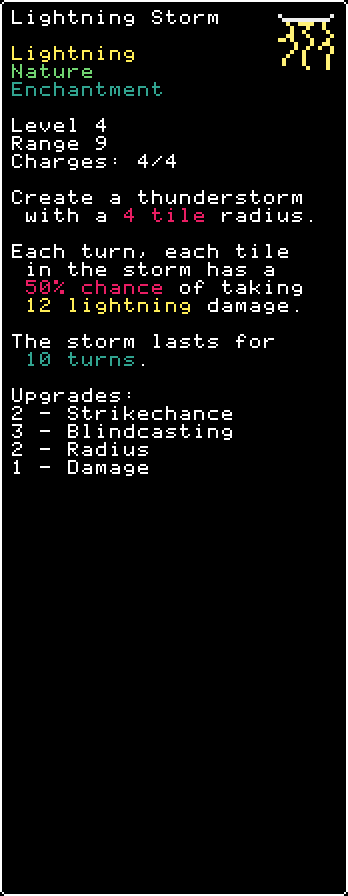 Lightning Storm
Lightning
Nature
Enchantment
Level 4
Range 9
Charges: 4/4
Create a thunderstorm
with a 4 tile radius.
Each turn, each tile
in the storm has a
50% chance of taking
12 lightning damage.
The storm lasts for
10 turns.
Upgrades:
2 - Strikechance
3 - Blindcasting
2 - Radius
1 - Damage